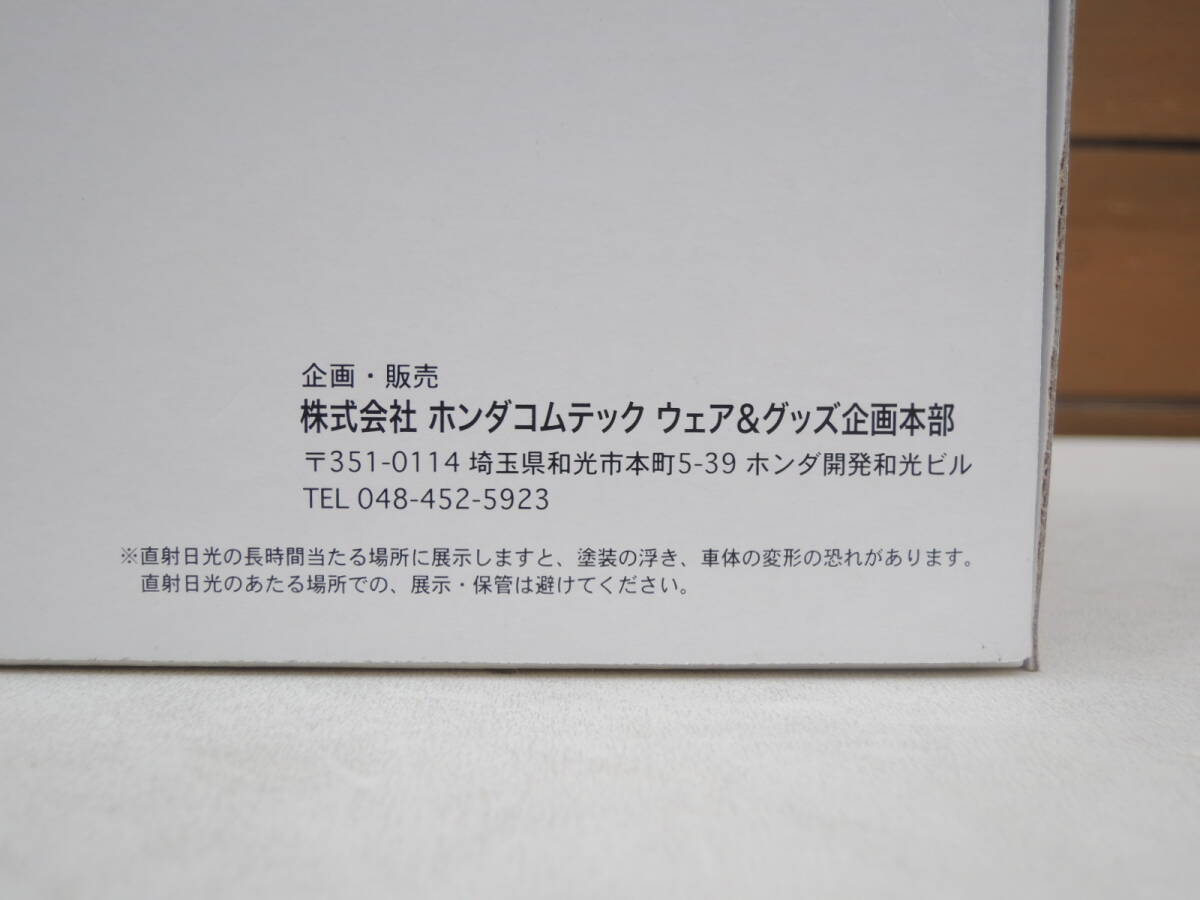 企画・販売
株式会社 ホンダコムテック ウェア&グッズ企画本部
〒351-0114 埼玉県和光市本町5-39 ホンダ開発和光ビル
TEL 048-452-5923
※直射日光の長時間当たる場所に展示しますと、塗装の浮き、車体の変形の恐れがあります。
直射日光のあたる場所での、展示・保管は避けてください。